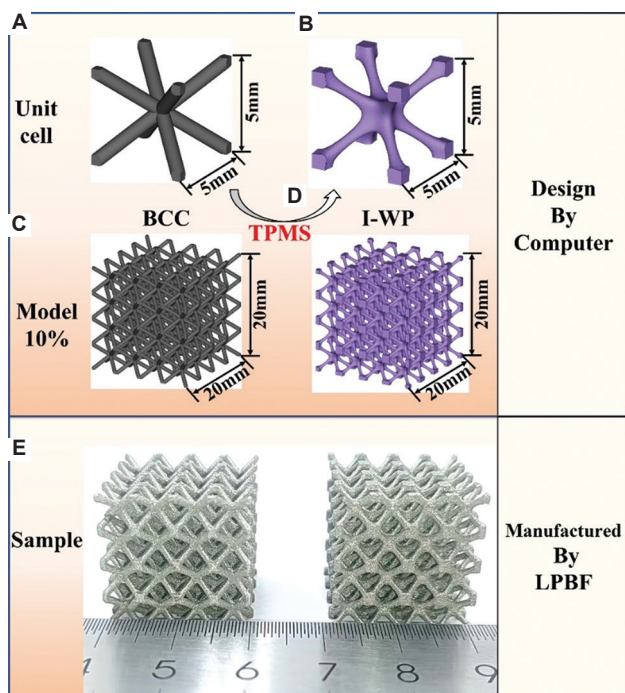 A
B
Unit
cell
5mm
5mm
5mm
5mm
D
BCC
I-WP
TPMS
Design
By
Computer
C
Model
10%
20mm
20mm
20mm
20mm
E
Sample
Manufactured
By
LPBF
4 5 6 7 8 9